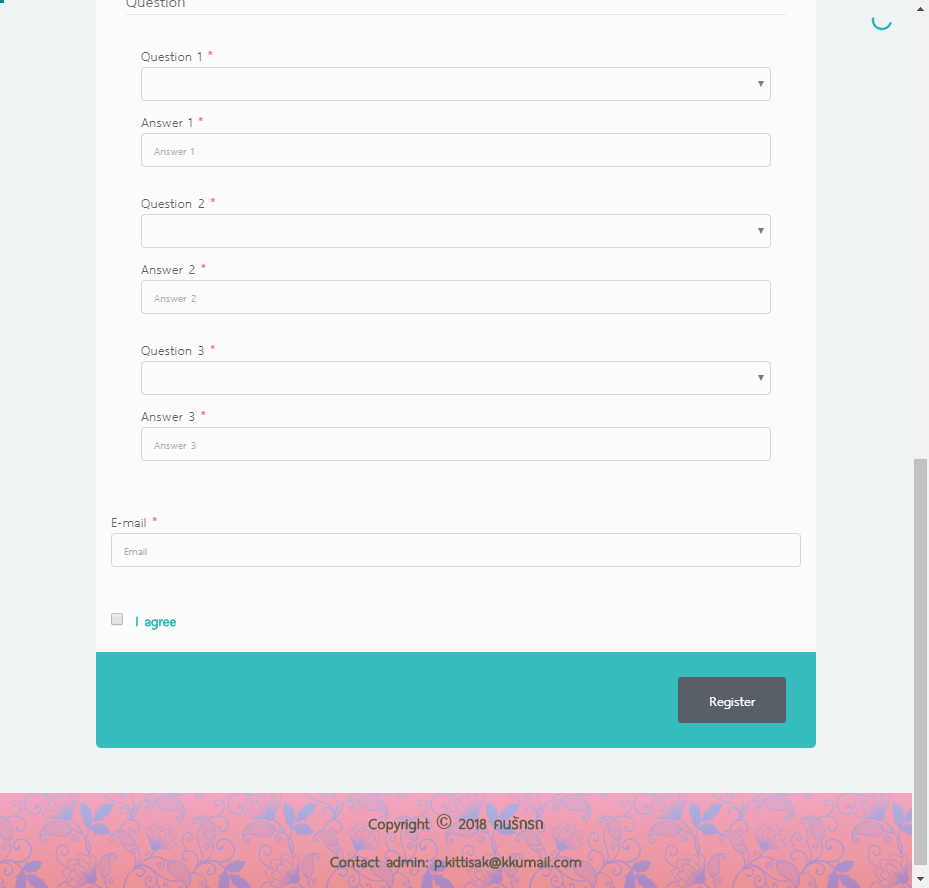 Question
Question 1 *
Answer 1 *
Answer 1
Question 2 *
Answer 2 *
Answer 2
Question 3 *
Answer 3 *
Answer 3
E-mail *
Email
I agree
Register
Copyright © 2018 คนรักรถ
Contact admin: p.kittisak@kkumail.com